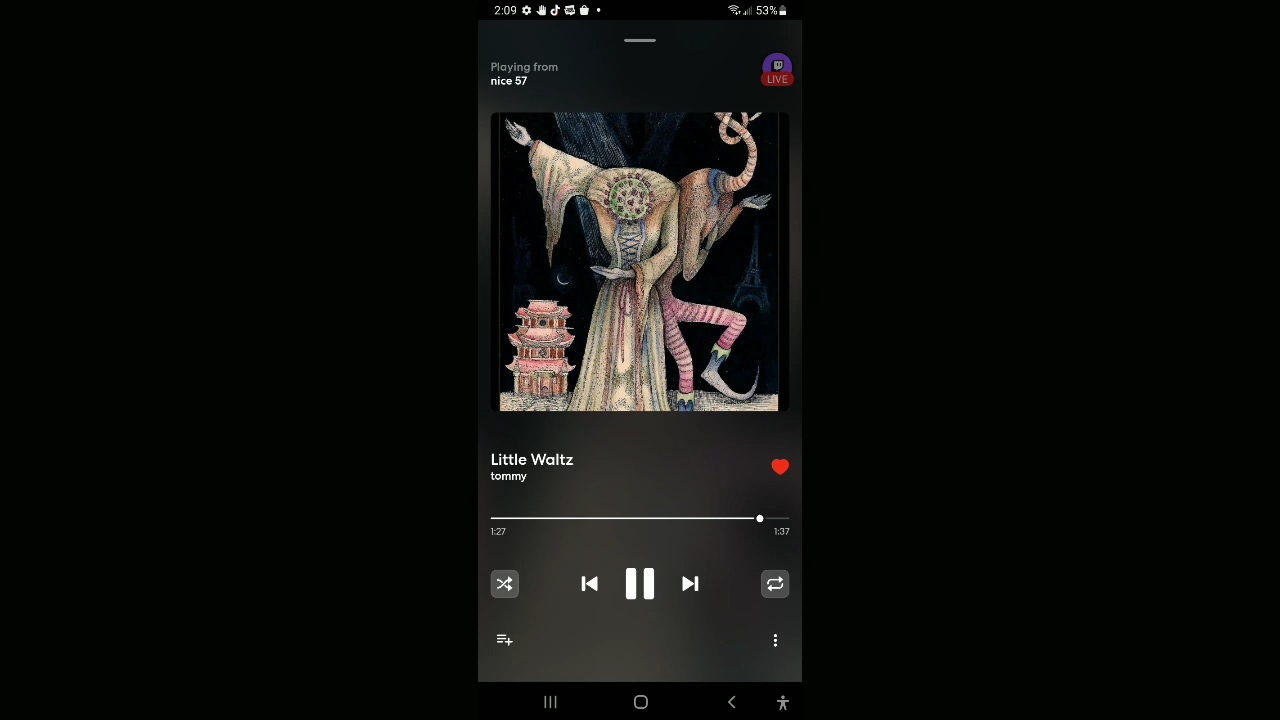 2:09
53%
Playing from
nice 57
LIVE
Little Waltz
tommy
1:27
1:37